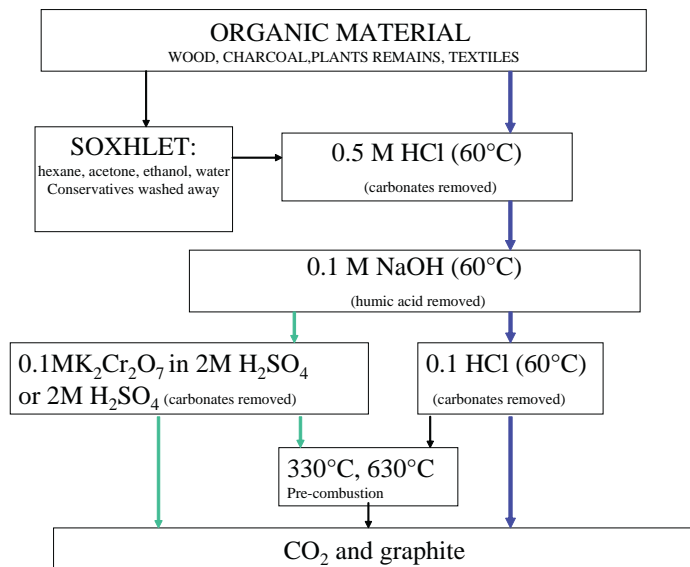 ORGANIC MATERIAL
WOOD, CHARCOAL,PLANTS REMAINS, TEXTILES
SOXHLET:
hexane, acetone, ethanol, water
Conservatives washed away
0.5 M HCl (60°C)
(carbonates removed)
0.1 M NaOH (60°C)
(humic acid removed)
0.1MK₂Cr₂O₇ in 2M H₂SO₄
or 2M H₂SO₄ (carbonates removed)
0.1 HCl (60°C)
(carbonates removed)
330°C, 630°C
Pre-combustion
CO₂ and graphite